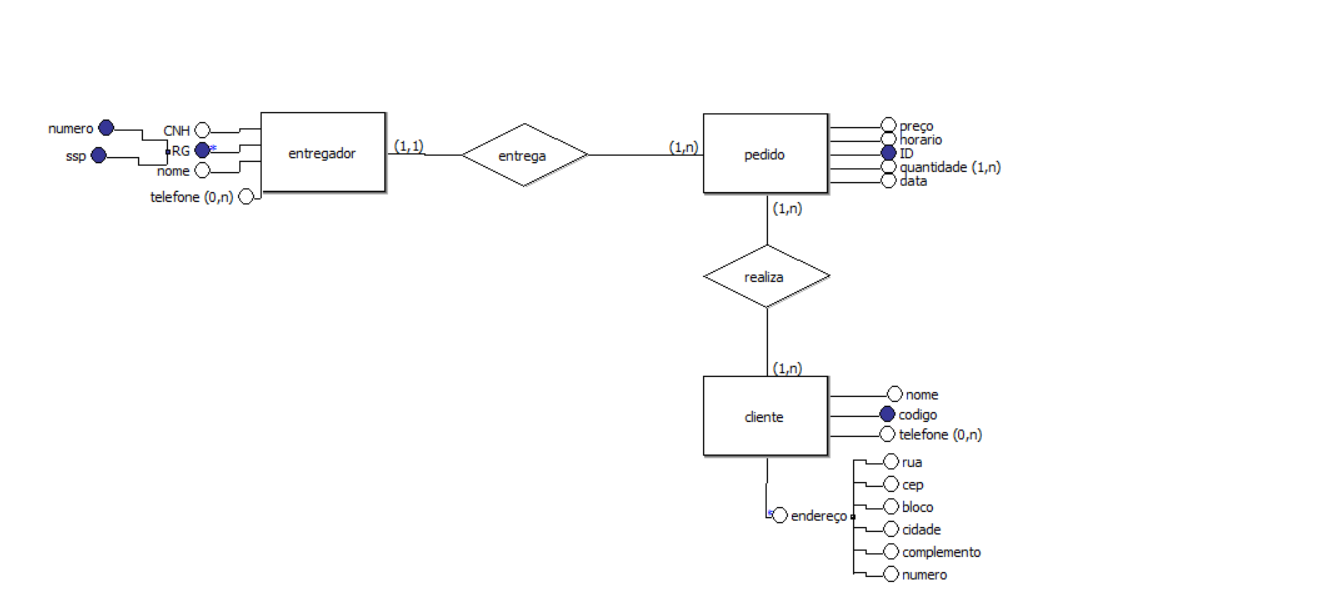 numero
ssp
CNH
RG *
nome
telefone (0,n)
entregador
(1,1)
entrega
(1,n)
pedido
preço
horario
ID
quantidade (1,n)
data
(1,n)
realiza
(1,n)
cliente
nome
codigo
telefone (0,n)
* endereço
rua
cep
bloco
cidade
complemento
numero